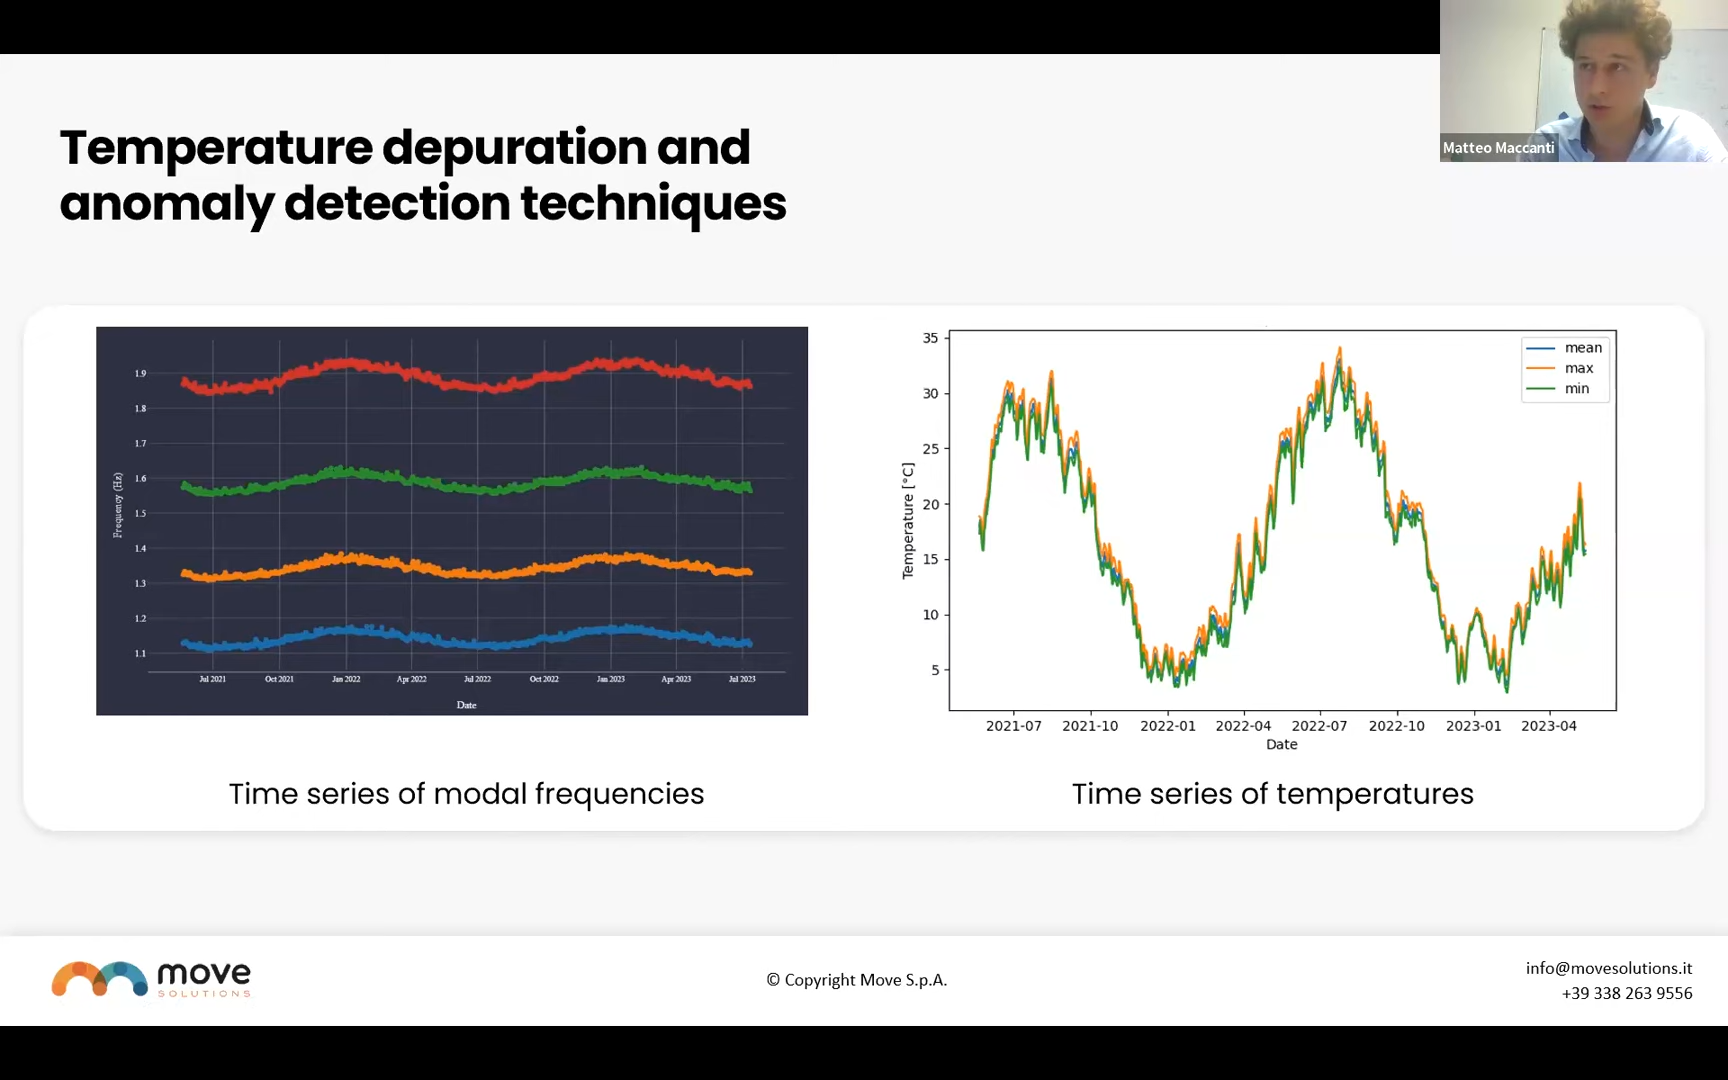 Matteo Maccanti
Temperature depuration and
anomaly detection techniques
1.9
1.8
1.7
1.6
1.5
1.4
1.3
1.2
1.1
Frequency (Hz)
Jul 2021
Oct 2021
Jan 2022
Apr 2022
Jul 2022
Oct 2022
Jan 2023
Apr 2023
Jul 2023
Date
Time series of modal frequencies
35
30
25
20
15
10
5
Temperature [°C]
mean
max
min
2021-07
2021-10
2022-01
2022-04
2022-07
2022-10
2023-01
2023-04
Date
Time series of temperatures
move
SOLUTIONS
© Copyright Move S.p.A.
info@movesolutions.it
+39 338 263 9556